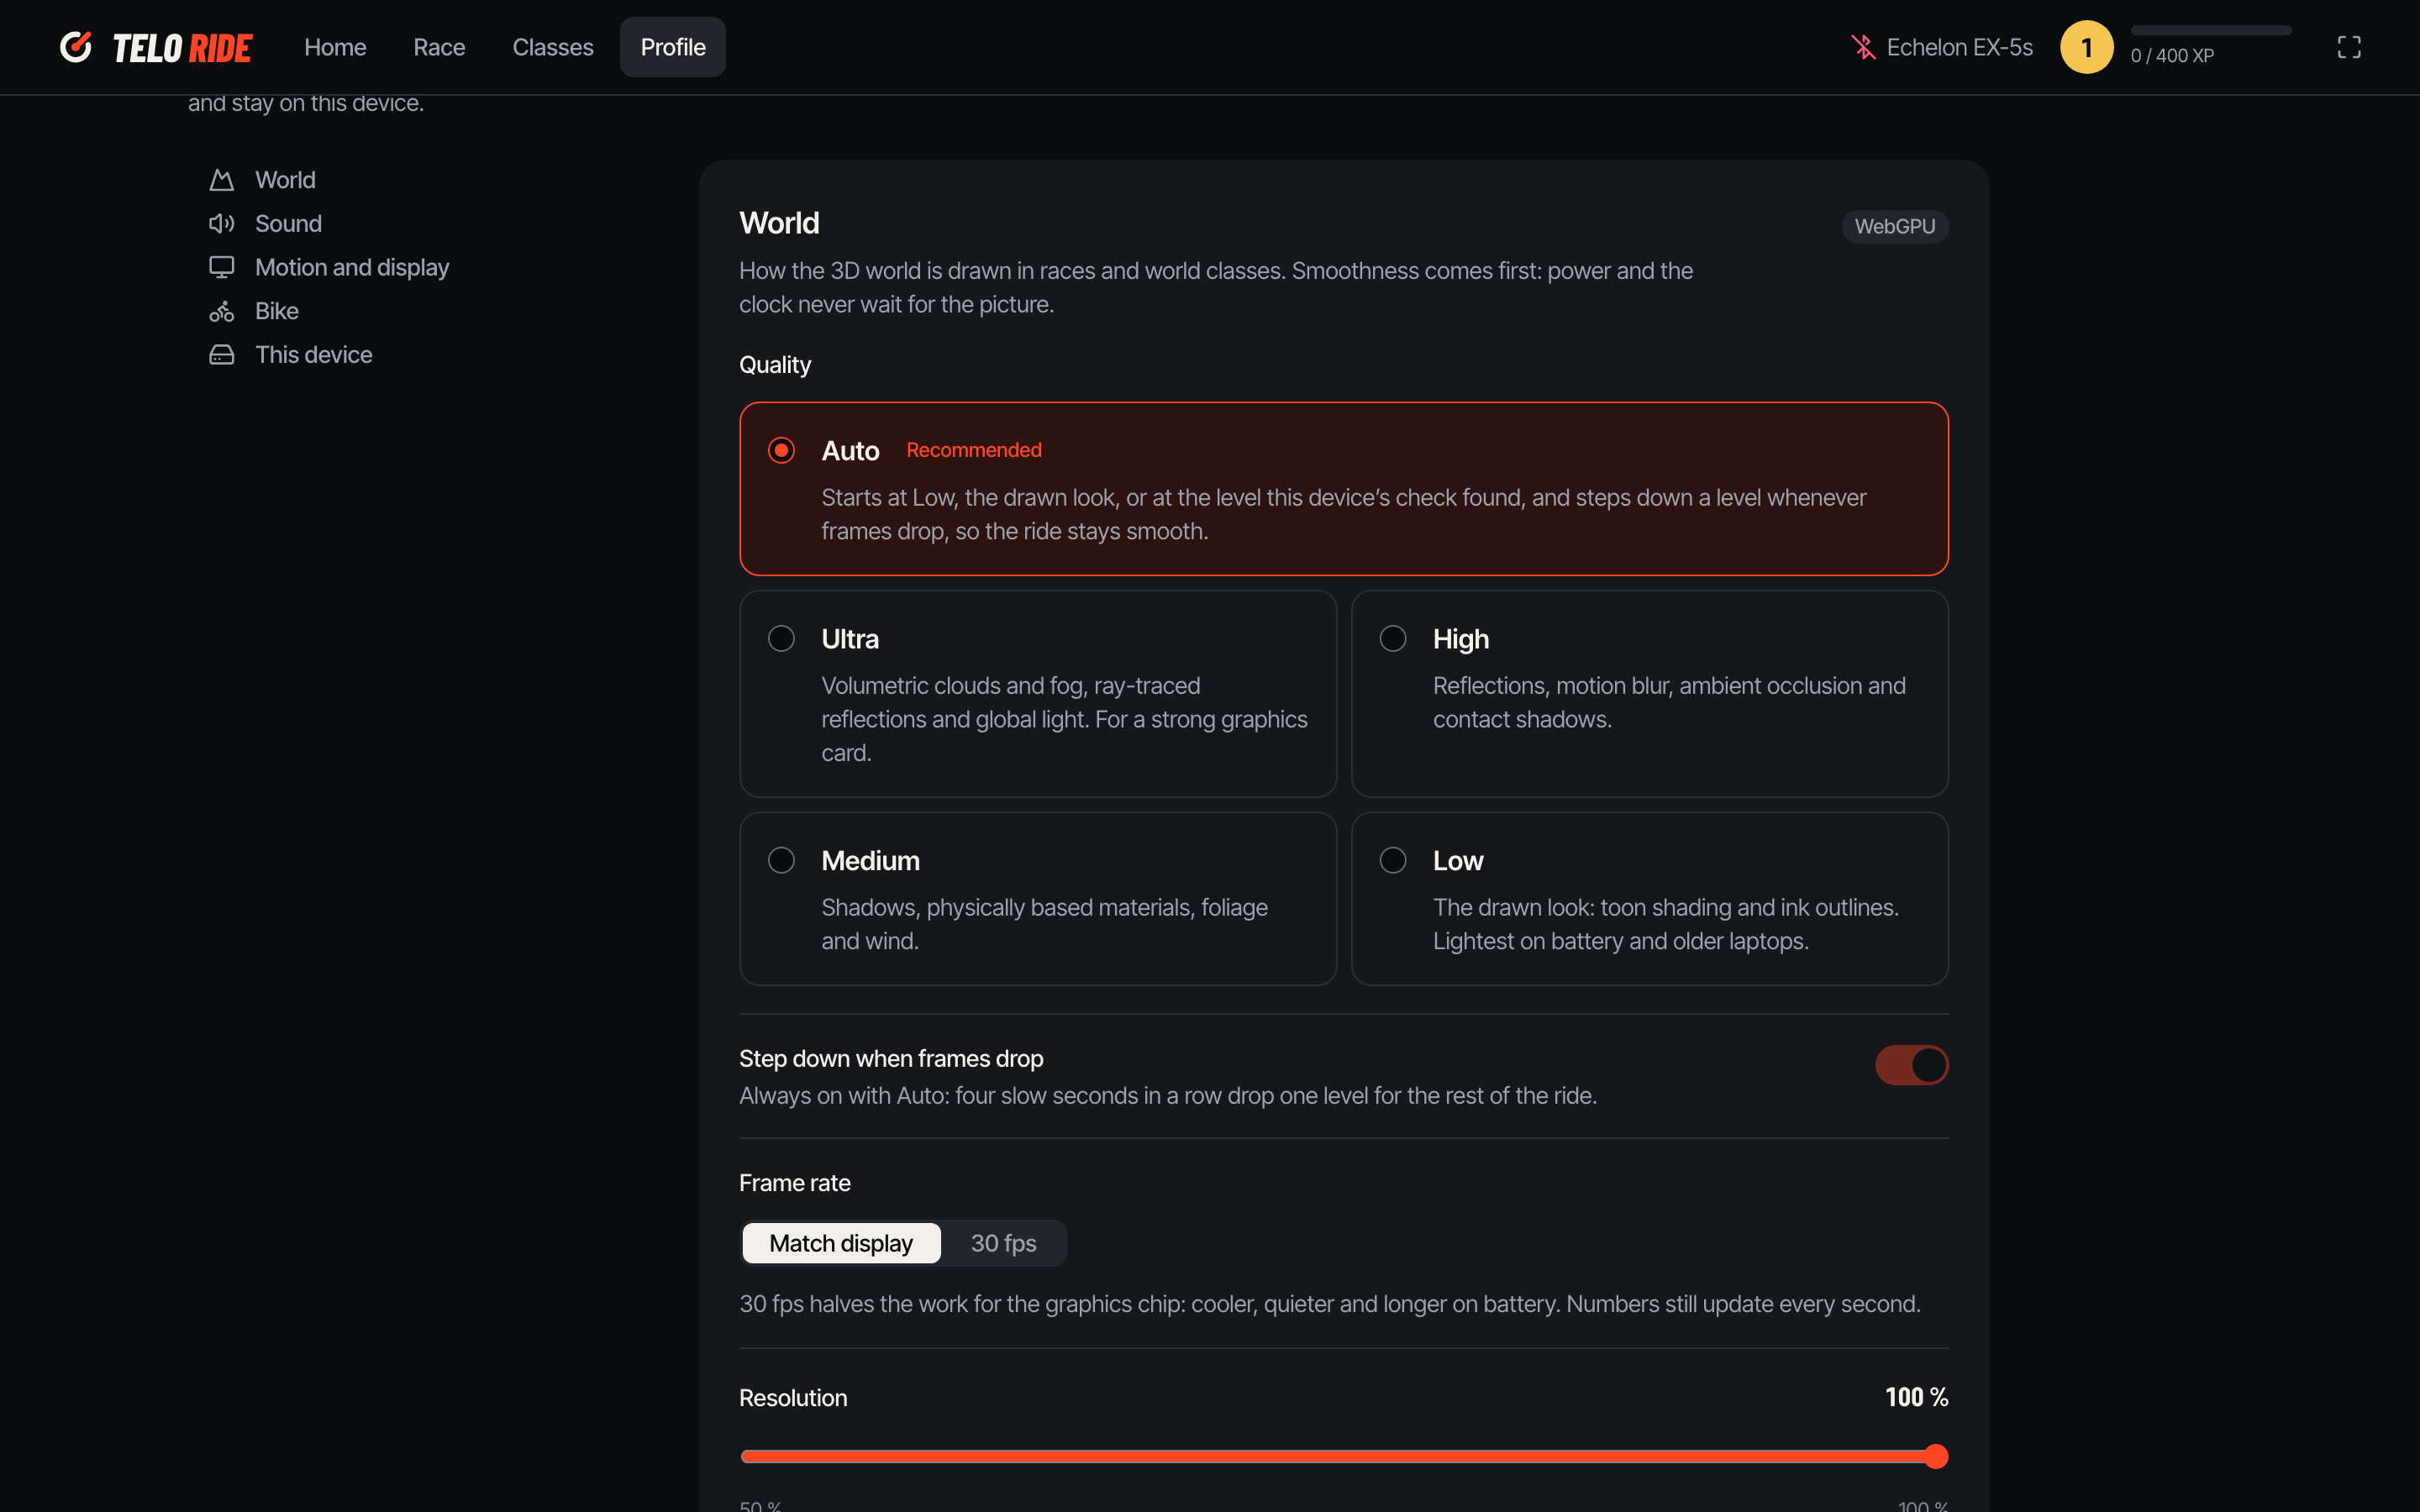 TELO RIDE
Home
Race
Classes
Profile
Echelon EX-5s
1
0 / 400 XP
and stay on this device.
World
Sound
Motion and display
Bike
This device
World
WebGPU
How the 3D world is drawn in races and world classes. Smoothness comes first: power and the
clock never wait for the picture.
Quality
Auto Recommended
Starts at Low, the drawn look, or at the level this device’s check found, and steps down a level whenever
frames drop, so the ride stays smooth.
Ultra
Volumetric clouds and fog, ray-traced
reflections and global light. For a strong graphics
card.
High
Reflections, motion blur, ambient occlusion and
contact shadows.
Medium
Shadows, physically based materials, foliage
and wind.
Low
The drawn look: toon shading and ink outlines.
Lightest on battery and older laptops.
Step down when frames drop
Always on with Auto: four slow seconds in a row drop one level for the rest of the ride.
Frame rate
Match display
30 fps
30 fps halves the work for the graphics chip: cooler, quieter and longer on battery. Numbers still update every second.
Resolution
100 %
50 %
100 %